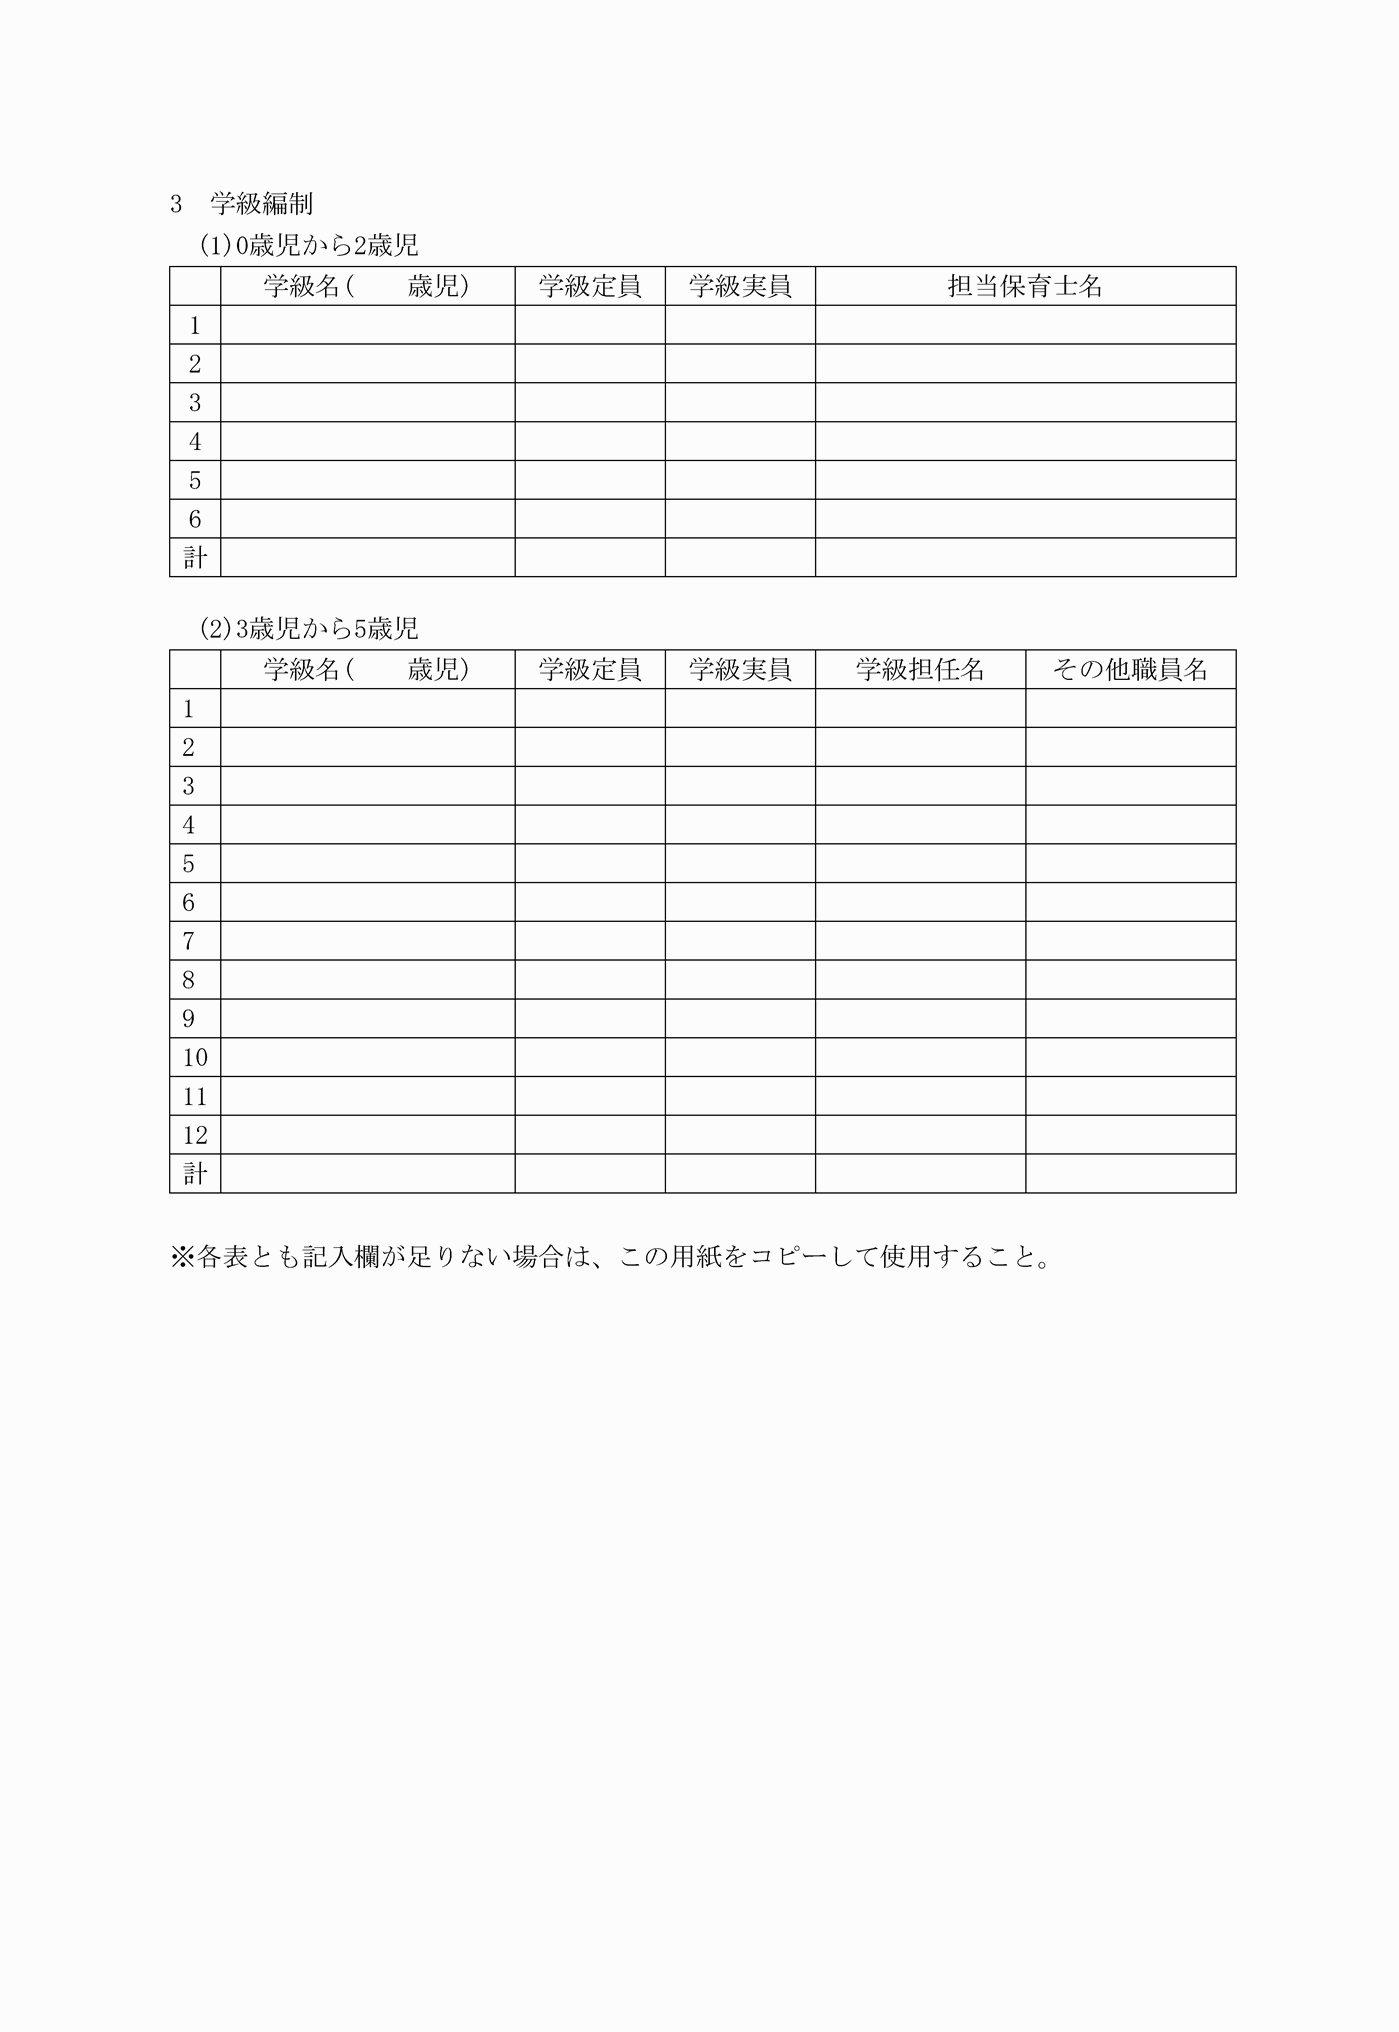 3　学級編制
(1)0歳児から2歳児
学級名(　　歳児)　学級定員　学級実員　担当保育士名
1
2
3
4
5
6
計
(2)3歳児から5歳児
学級名(　　歳児)　学級定員　学級実員　学級担任名　その他職員名
1
2
3
4
5
6
7
8
9
10
11
12
計
※各表とも記入欄が足りない場合は、この用紙をコピーして使用すること。